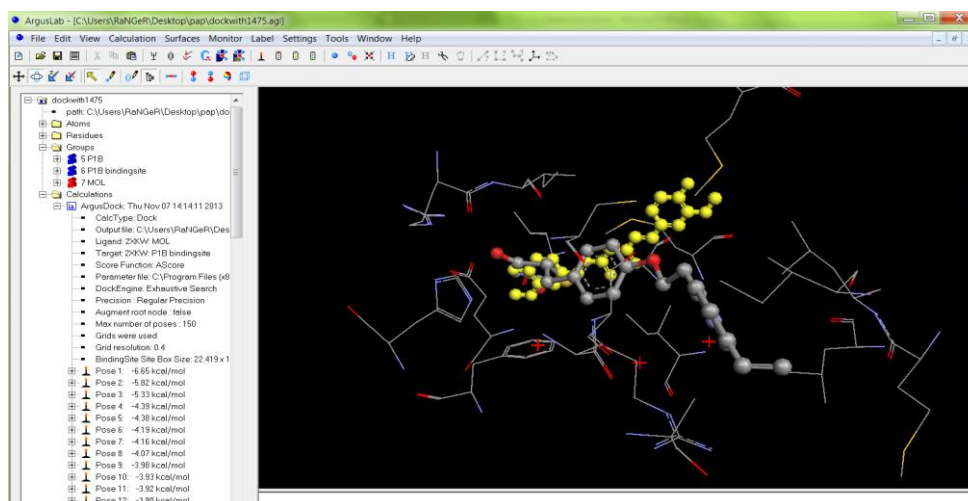 ArgusLab - [C:\Users\RaNGeR\Desktop\pap\dockwith1475.agl]
File Edit View Calculation Surfaces Monitor Label Settings Tools Window Help
dockwith1475
path: C:\Users\RaNGeR\Desktop\pap\do
Atoms
Residues
Groups
5 P1B
6 P1B bindingsite
7 MOL
Calculations
ArgusDock: Thu Nov 07 14:14:11 2013
CalcType: Dock
Output file: C:\Users\RaNGeR\Des
Ligand: 2XKW: MOL
Target: 2XKW: P1B bindingsite
Score Function: AScore
Parameter file: C:\Program Files (x8
DockEngine: Exhaustive Search
Precision : Regular Precision
Augment root node : false
Max number of poses : 150
Grids were used
Grid resolution: 0.4
BindingSite Site Box Size: 22.419 x 1
Pose 1: -6.65 kcal/mol
Pose 2: -5.82 kcal/mol
Pose 3: -5.33 kcal/mol
Pose 4: -4.39 kcal/mol
Pose 5: -4.38 kcal/mol
Pose 6: -4.19 kcal/mol
Pose 7: -4.16 kcal/mol
Pose 8: -4.07 kcal/mol
Pose 9: -3.98 kcal/mol
Pose 10: -3.93 kcal/mol
Pose 11: -3.92 kcal/mol
Pose 12: -3.90 kcal/mol